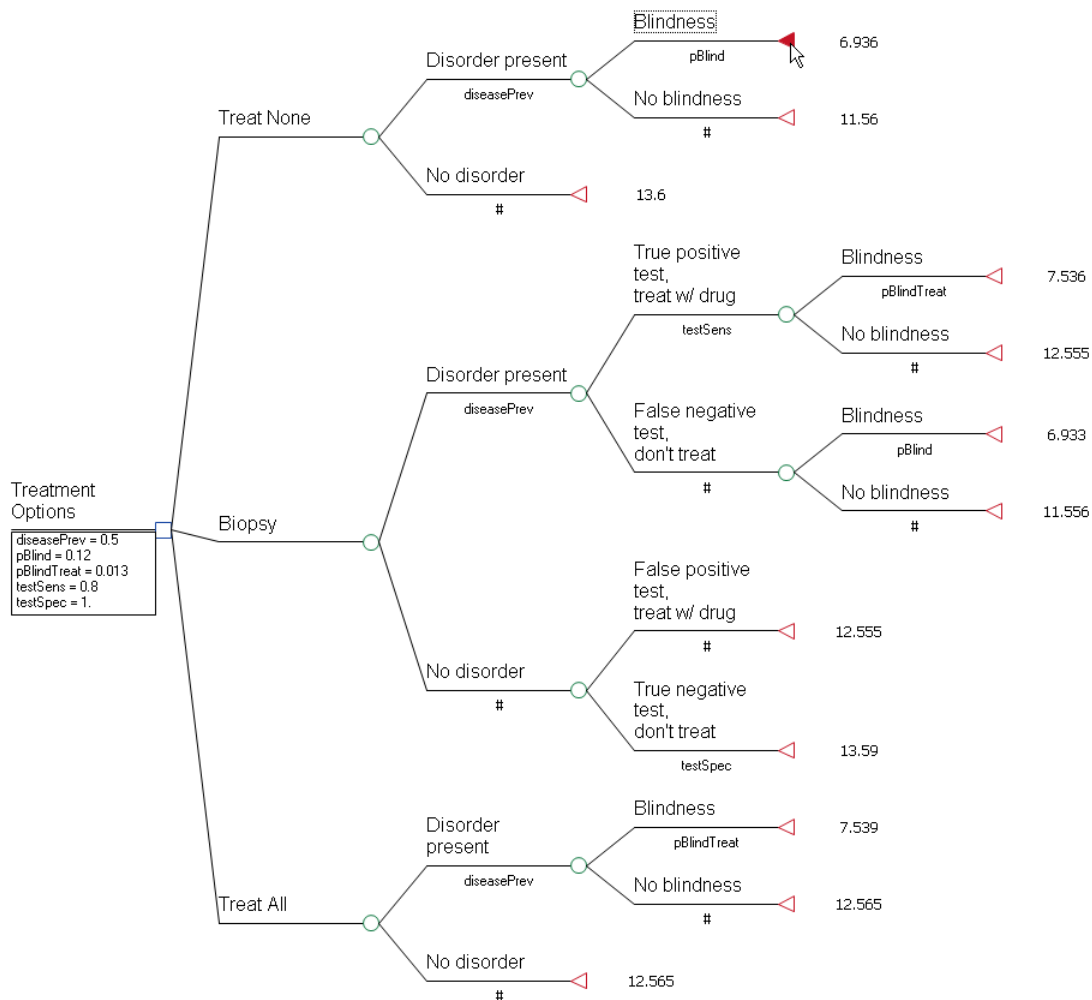 Blindness
6.936
pBlind
Disorder present
diseasePrev
No blindness
11.56
#
Treat None
No disorder
13.6
#
True positive
test,
treat w/ drug
testSens
Blindness
7.536
pBlindTreat
No blindness
12.555
#
Disorder present
diseasePrev
False negative
test,
don't treat
#
Blindness
6.933
pBlind
No blindness
11.556
#
Treatment
Options
diseasePrev = 0.5
pBlind = 0.12
pBlindTreat = 0.013
testSens = 0.8
testSpec = 1.
Biopsy
False positive
test,
treat w/ drug
12.555
#
No disorder
#
True negative
test,
don't treat
13.59
testSpec
Blindness
7.539
pBlindTreat
Disorder
present
diseasePrev
No blindness
12.565
#
Treat All
No disorder
12.565
#